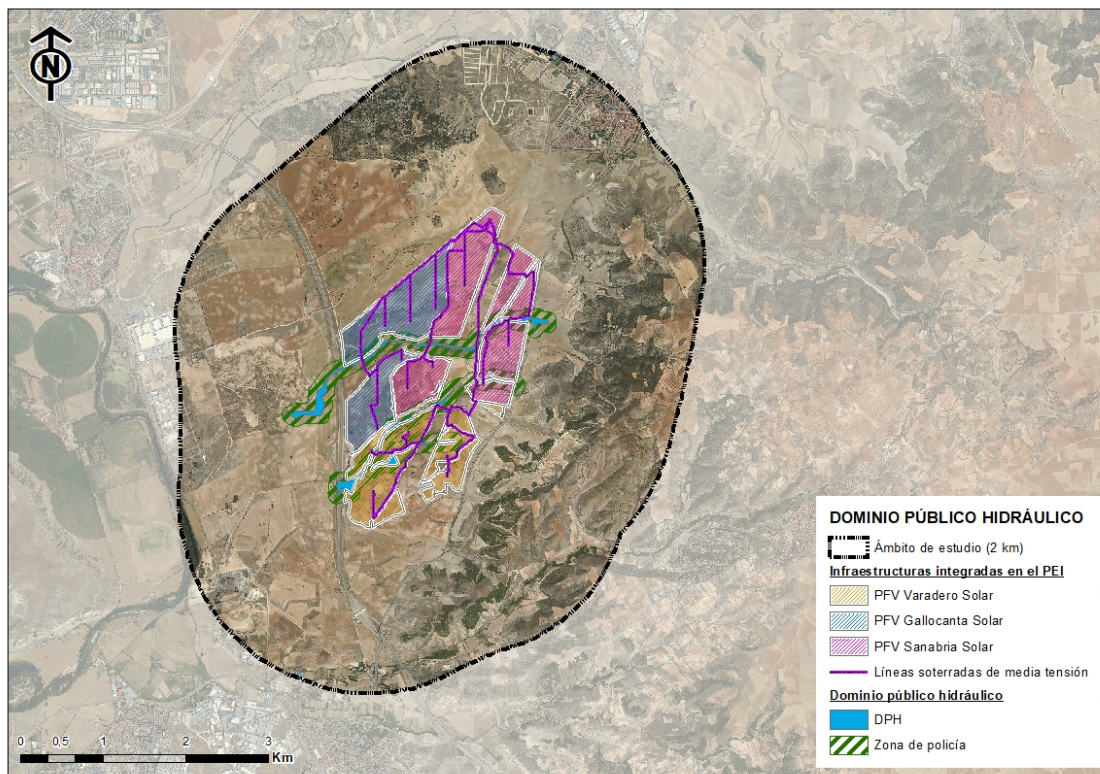 N
DOMINIO PÚBLICO HIDRÁULICO
Ámbito de estudio (2 km)
Infraestructuras integradas en el PEI
PFV Varadero Solar
PFV Gallocanta Solar
PFV Sanabria Solar
Líneas soterradas de media tensión
Dominio público hidráulico
DPH
Zona de policía
0 0,5 1 2 3
Km